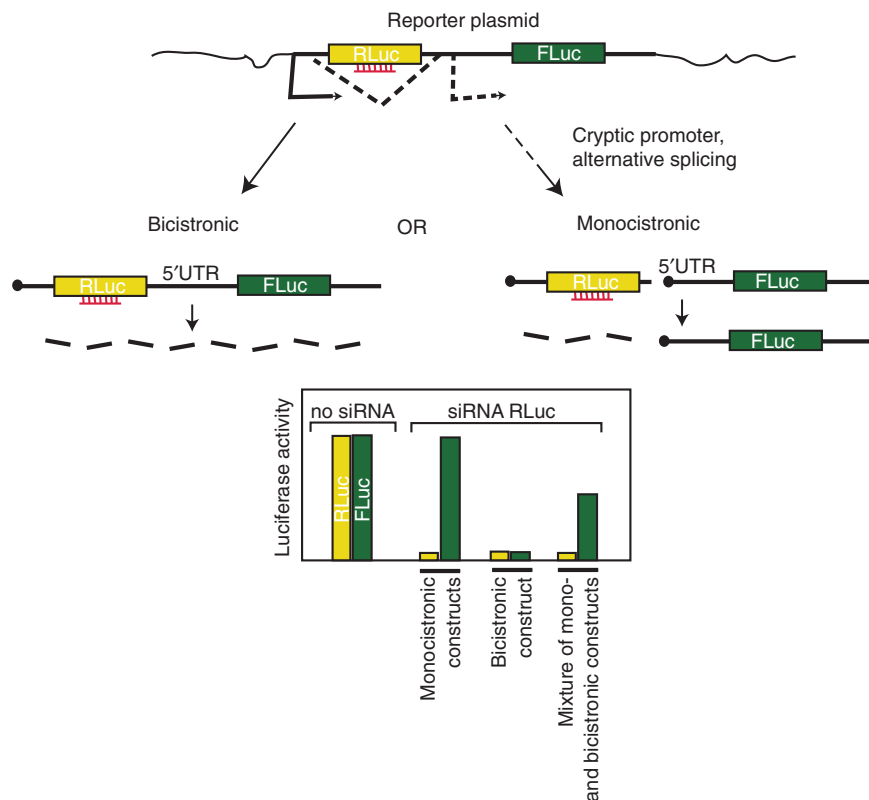 Reporter plasmid
RLuc
FLuc
Cryptic promoter,
alternative splicing
Bicistronic
OR
Monocistronic
RLuc
5′UTR
FLuc
RLuc
5′UTR
FLuc
FLuc
Luciferase activity
no siRNA
siRNA RLuc
RLuc
FLuc
Monocistronic
constructs
Bicistronic
construct
Mixture of mono-
and bicistronic constructs